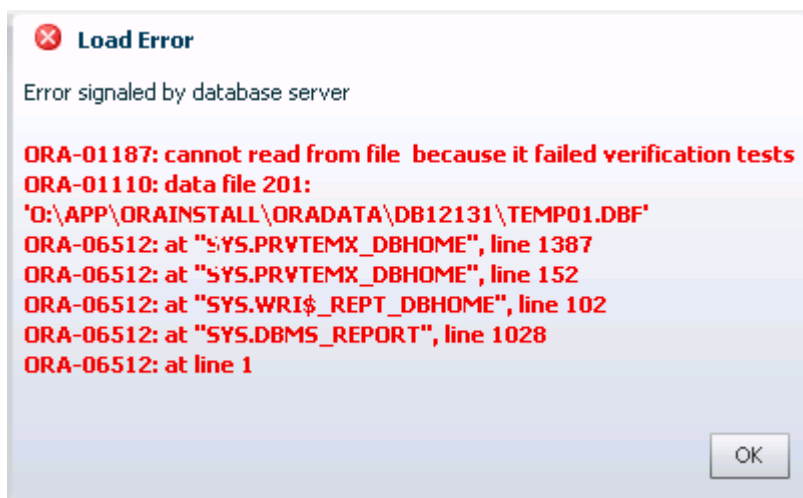 Load Error
Error signaled by database server
ORA-01187: cannot read from file  because it failed verification tests
ORA-01110: data file 201:
'O:\APP\ORAINSTALL\ORADATA\DB12131\TEMP01.DBF'
ORA-06512: at "SYS.PRVTEMX_DBHOME", line 1387
ORA-06512: at "SYS.PRVTEMX_DBHOME", line 152
ORA-06512: at "SYS.WRI$_REPT_DBHOME", line 102
ORA-06512: at "SYS.DBMS_REPORT", line 1028
ORA-06512: at line 1
OK